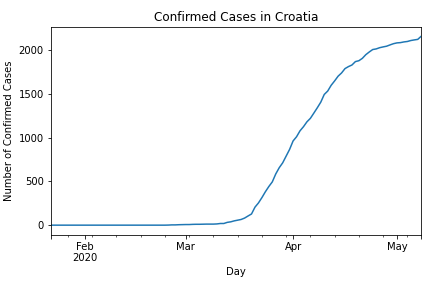 Confirmed Cases in Croatia
Number of Confirmed Cases
2000
1500
1000
500
0
Feb
2020
Mar
Apr
May
Day